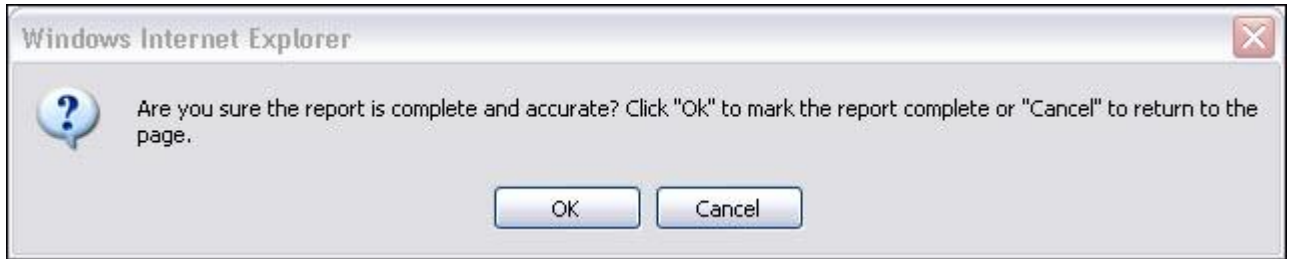 Windows Internet Explorer
Are you sure the report is complete and accurate? Click "Ok" to mark the report complete or "Cancel" to return to the
page.
OK
Cancel